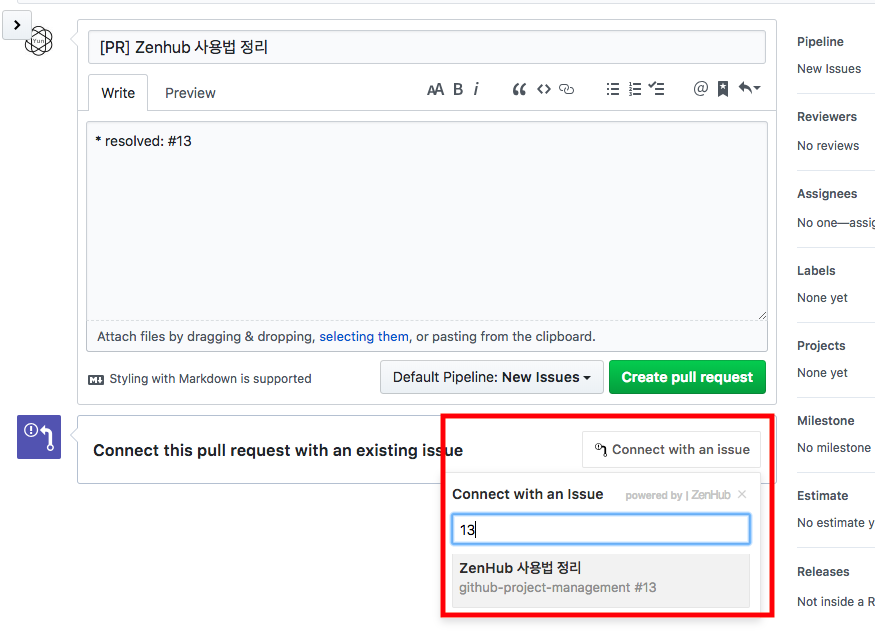 Yun
[PR] Zenhub 사용법 정리
Write Preview
AA B i
@
* resolved: #13
Attach files by dragging & dropping, selecting them, or pasting from the clipboard.
Styling with Markdown is supported
Default Pipeline: New Issues
Create pull request
Connect this pull request with an existing issue
Connect with an issue
Connect with an Issue
powered by | ZenHub ×
13
ZenHub 사용법 정리
github-project-management #13
Pipeline
New Issues
Reviewers
No reviews
Assignees
No one—assig
Labels
None yet
Projects
None yet
Milestone
No milestone
Estimate
No estimate y
Releases
Not inside a R